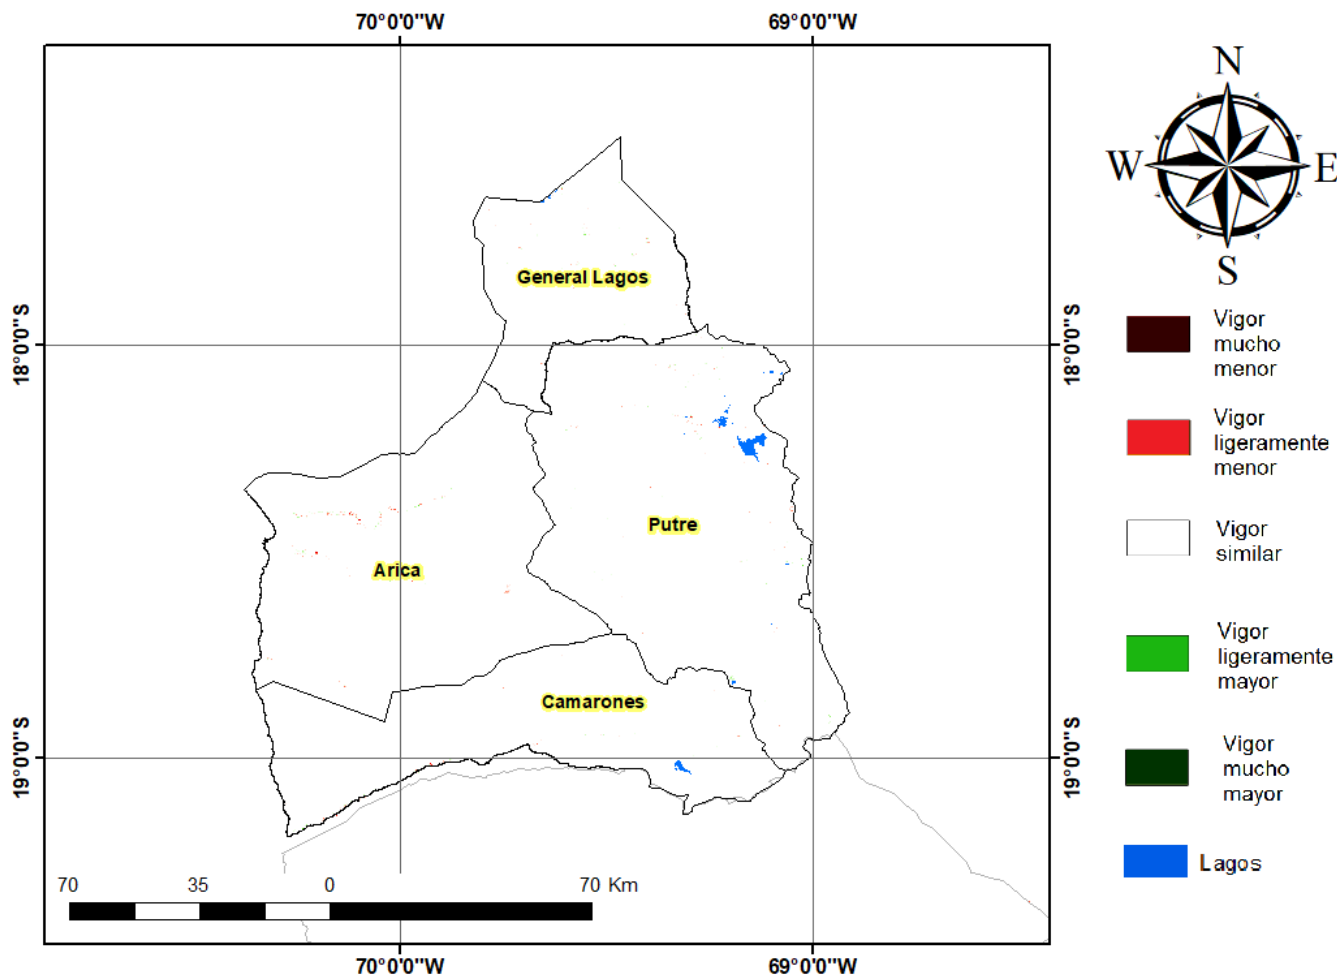 70°0'0"W 69°0'0"W
N
W E
S
18°0'0"S 18°0'0"S
General Lagos
Putre
Arica
Camarones
19°0'0"S 19°0'0"S
70 35 0 70 Km
70°0'0"W 69°0'0"W
Vigor
mucho
menor
Vigor
ligeramente
menor
Vigor
similar
Vigor
ligeramente
mayor
Vigor
mucho
mayor
Lagos